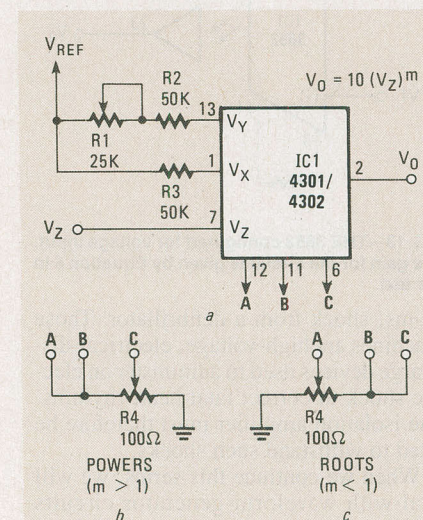 V_REF
R2
50K
V_O = 10 (V_Z)^m
13
R1
25K
V_Y
1
V_X
IC1
4301/
4302
2
V_O
R3
50K
V_Z
7
V_Z
12
11
6
A
B
C
a
A
B
C
R4
100Ω
POWERS
(m > 1)
b
A
B
C
R4
100Ω
ROOTS
(m < 1)
c